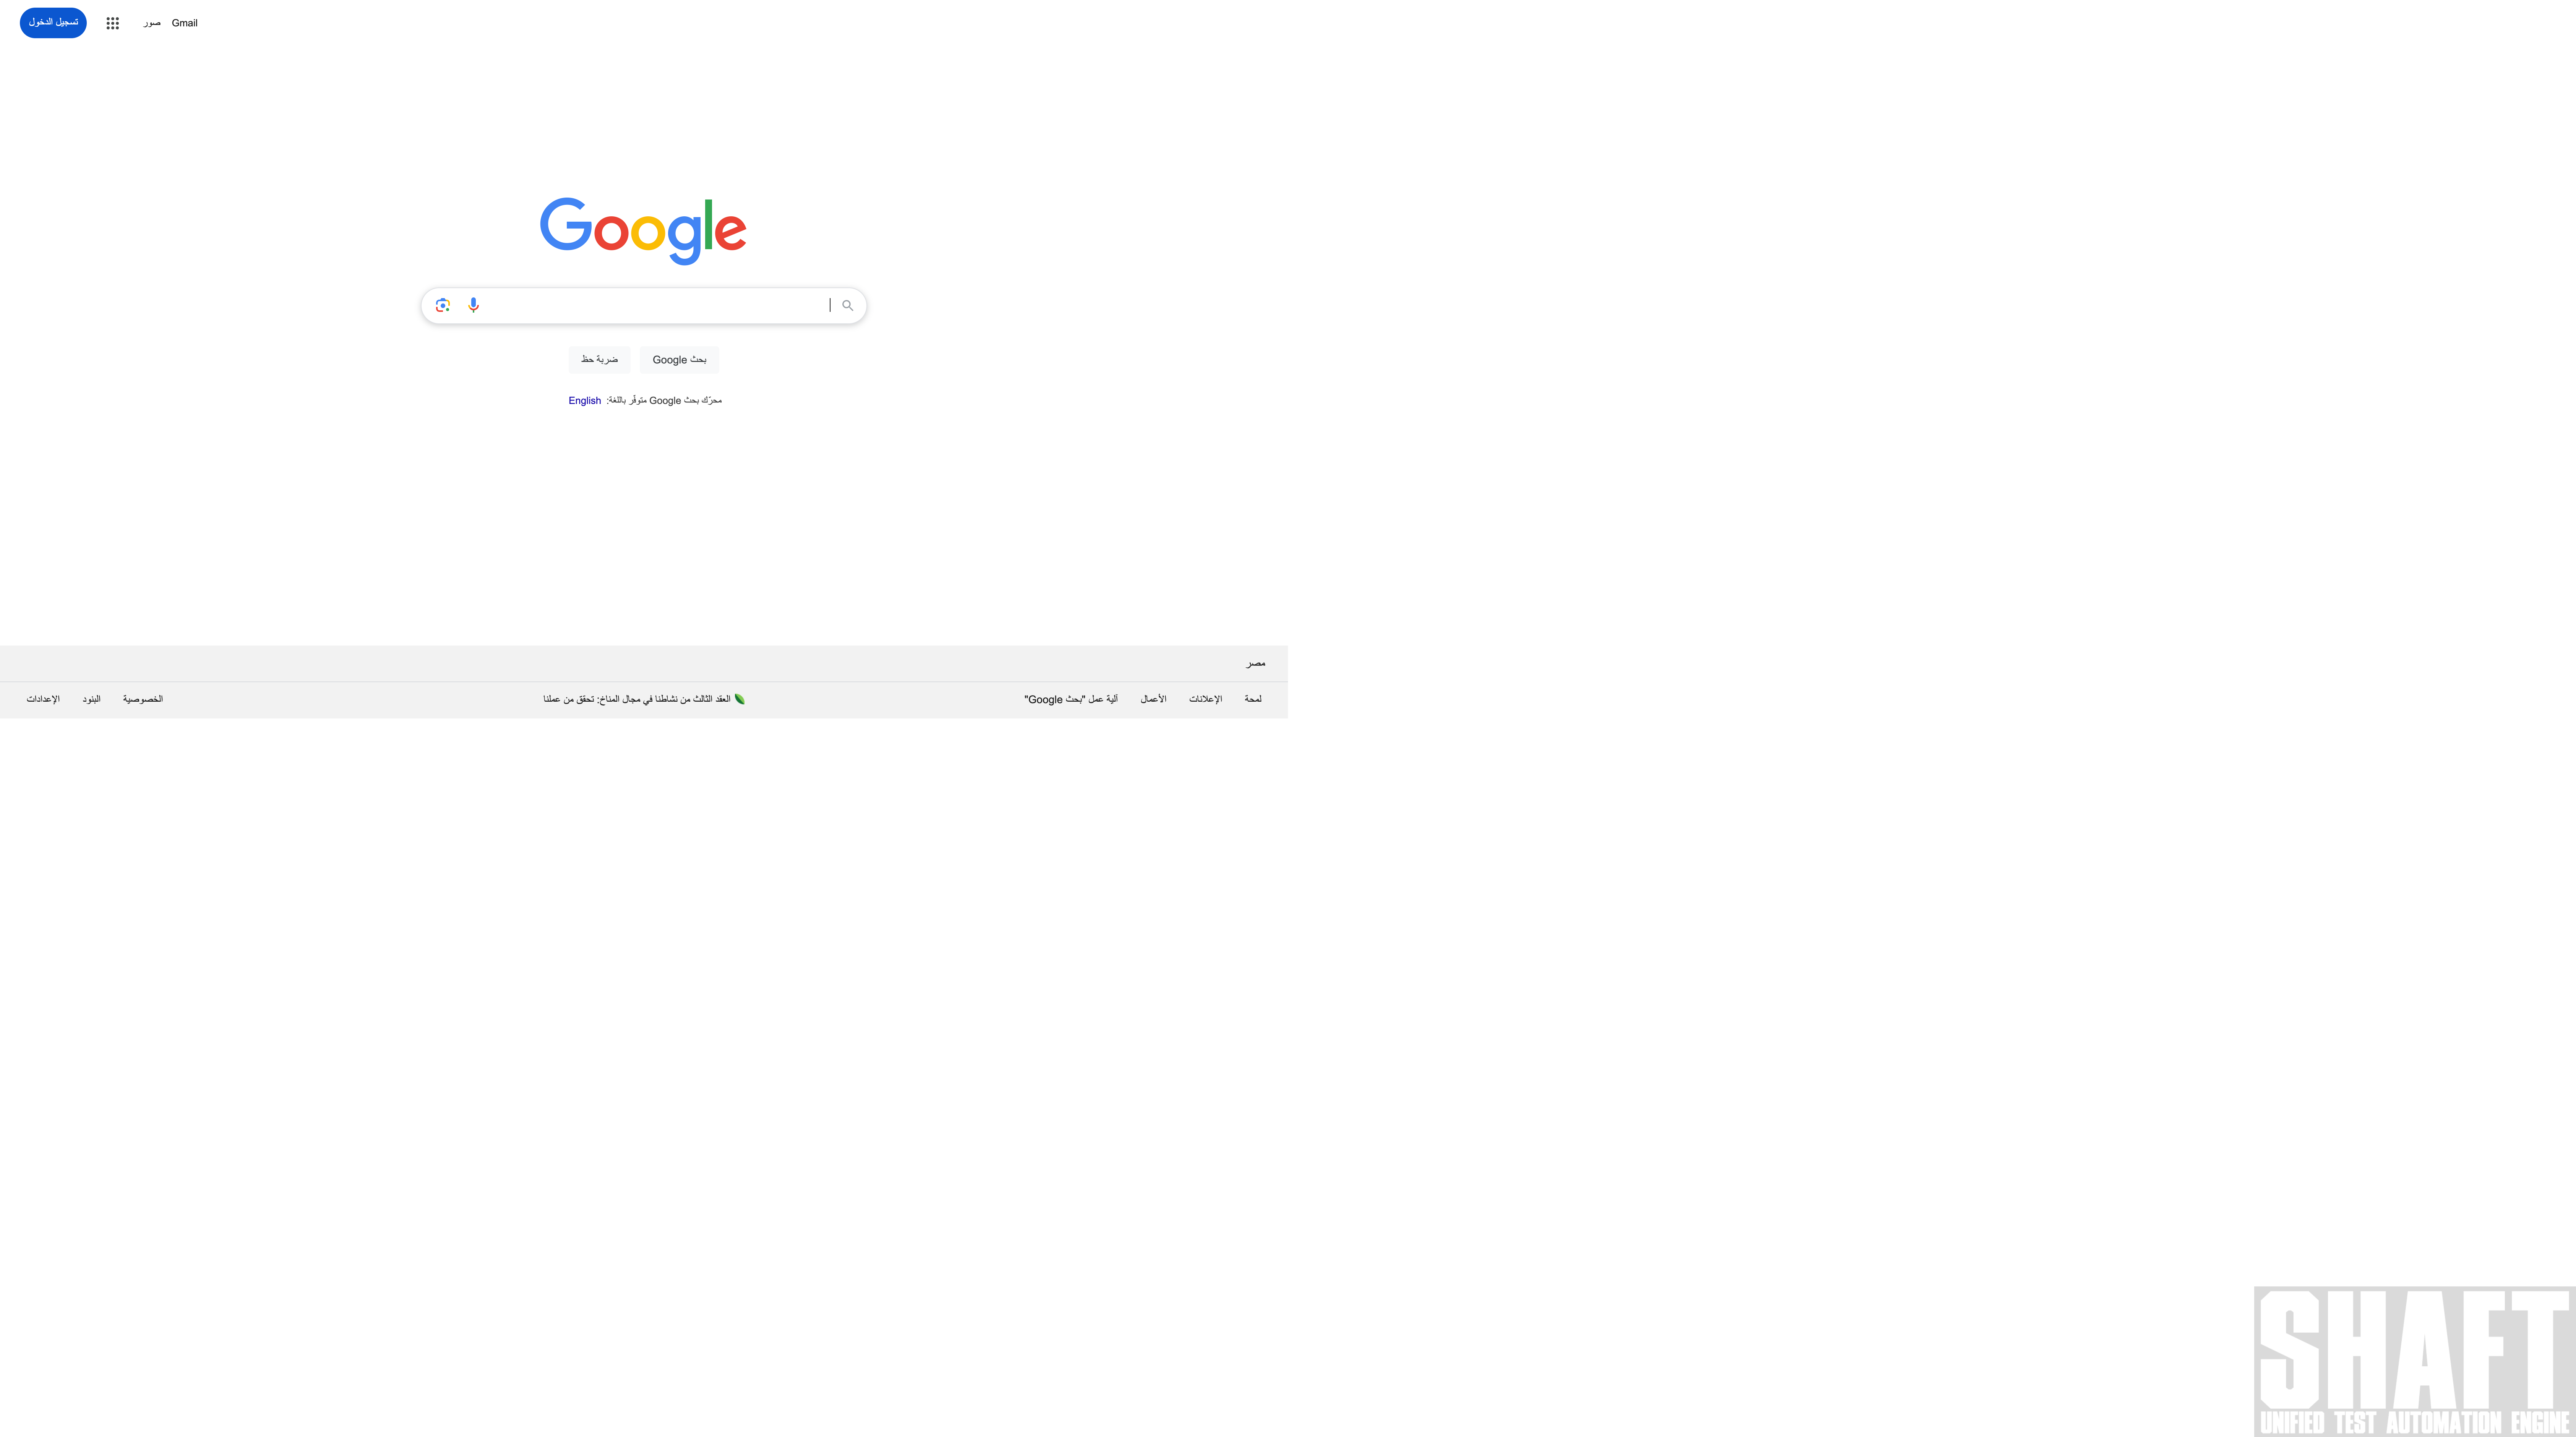 Gmail صور تسجيل الدخول
Google
بحث Google ضربة حظ
محرّك بحث Google متوفّر باللغة: English
مصر
لمحة الإعلانات الأعمال آلية عمل "بحث Google" العقد الثالث من نشاطنا في مجال المناخ: تحقق من عملنا الخصوصية البنود الإعدادات
SHAFT
UNIFIED TEST AUTOMATION ENGINE